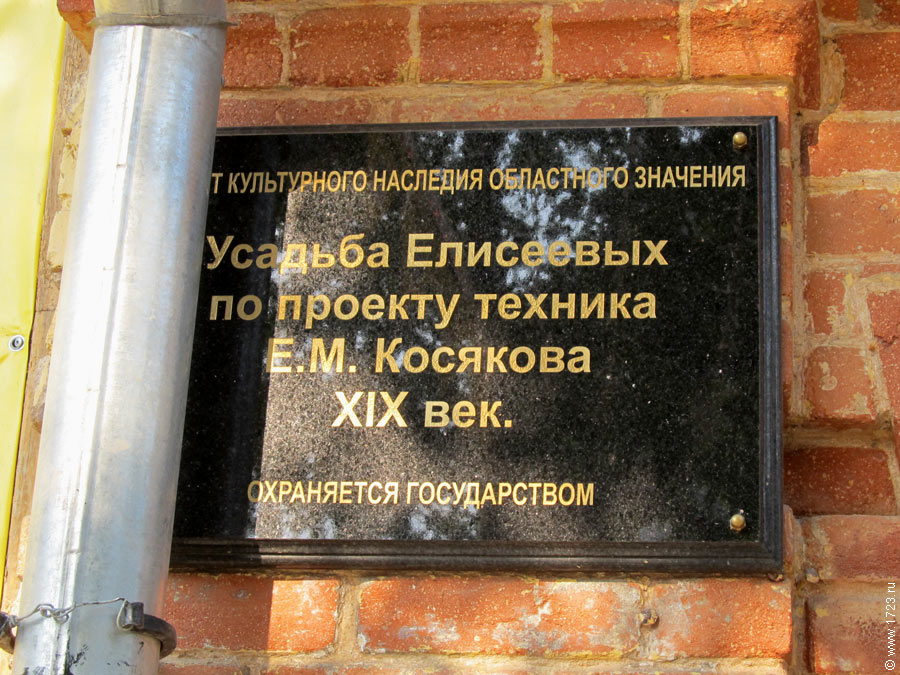 Т КУЛЬТУРНОГО НАСЛЕДИЯ ОБЛАСТНОГО ЗНАЧЕНИЯ
Усадьба Елисеевых
по проекту техника
Е.М. Косякова
XIX век.
ОХРАНЯЕТСЯ ГОСУДАРСТВОМ
© www.1723.ru